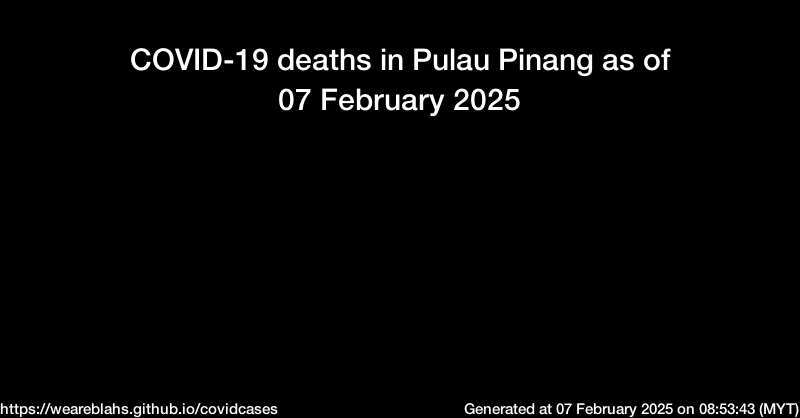 COVID-19 deaths in Pulau Pinang as of
07 February 2025
https://weareblahs.github.io/covidcases
Generated at 07 February 2025 on 08:53:43 (MYT)